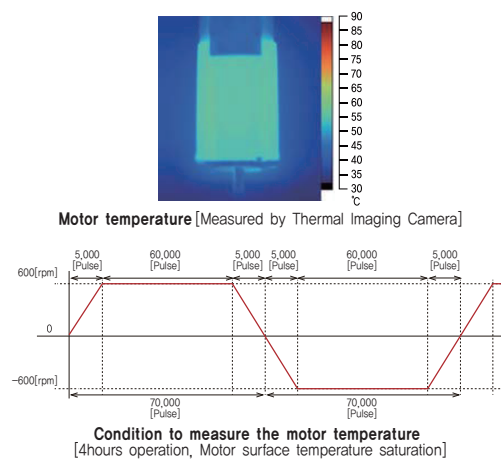 90
85
80
75
70
65
60
55
50
45
40
35
30
℃
Motor temperature [Measured by Thermal Imaging Camera]
5,000 60,000 5,000 5,000 60,000 5,000
[Pulse] [Pulse] [Pulse] [Pulse] [Pulse] [Pulse]
600[rpm]
0
-600[rpm]
70,000 70,000
[Pulse] [Pulse]
Condition to measure the motor temperature
[4hours operation, Motor surface temperature saturation]